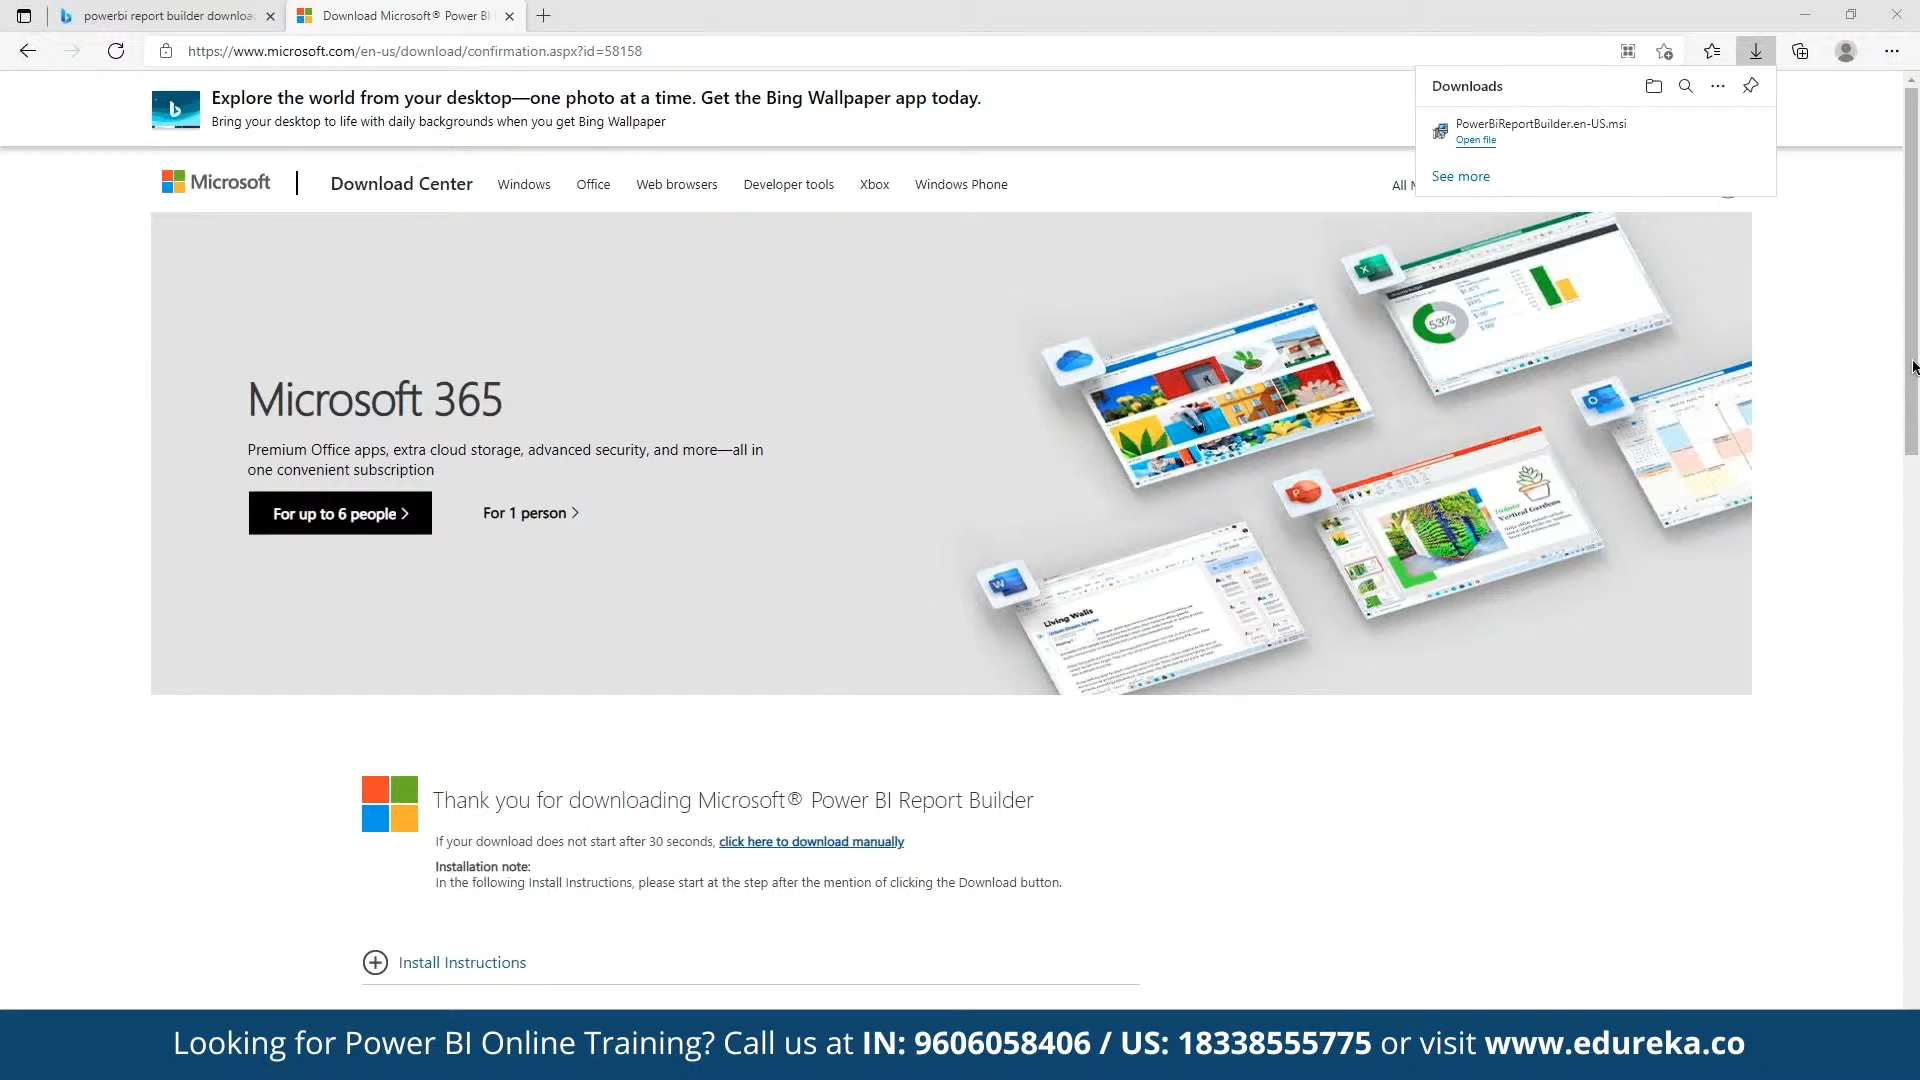 powerbi report builder downloa
Download Microsoft® Power BI
https://www.microsoft.com/en-us/download/confirmation.aspx?id=58158
Explore the world from your desktop—one photo at a time. Get the Bing Wallpaper app today.
Bring your desktop to life with daily backgrounds when you get Bing Wallpaper
Downloads
PowerBiReportBuilder.en-US.msi
Open file
See more
Microsoft
Download Center
Windows
Office
Web browsers
Developer tools
Xbox
Windows Phone
All
Microsoft 365
Premium Office apps, extra cloud storage, advanced security, and more—all in
one convenient subscription
For up to 6 people
For 1 person
53%
Indoor
Vertical Gardens
Living Walls
Thank you for downloading Microsoft® Power BI Report Builder
If your download does not start after 30 seconds, click here to download manually
Installation note:
In the following Install Instructions, please start at the step after the mention of clicking the Download button.
Install Instructions
Looking for Power BI Online Training? Call us at IN: 9606058406 / US: 18338555775 or visit www.edureka.co